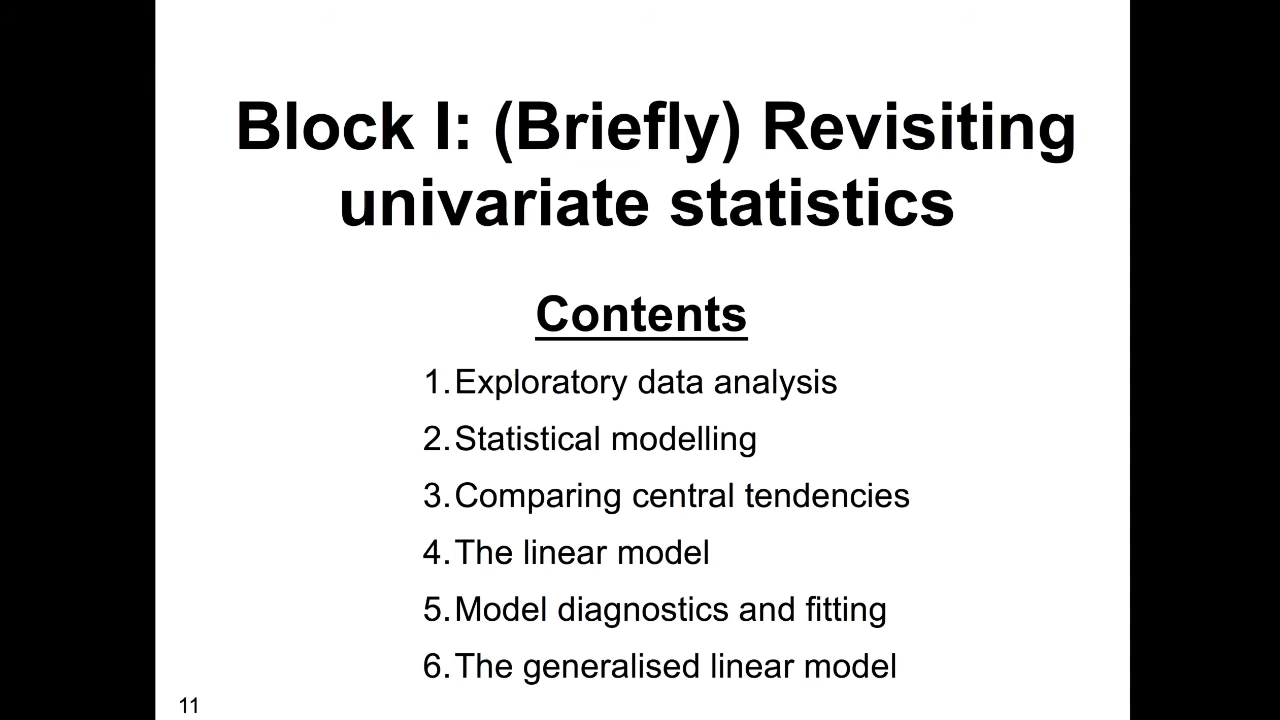 Block I: (Briefly) Revisiting
univariate statistics
Contents
1. Exploratory data analysis
2. Statistical modelling
3. Comparing central tendencies
4. The linear model
5. Model diagnostics and fitting
6. The generalised linear model
11